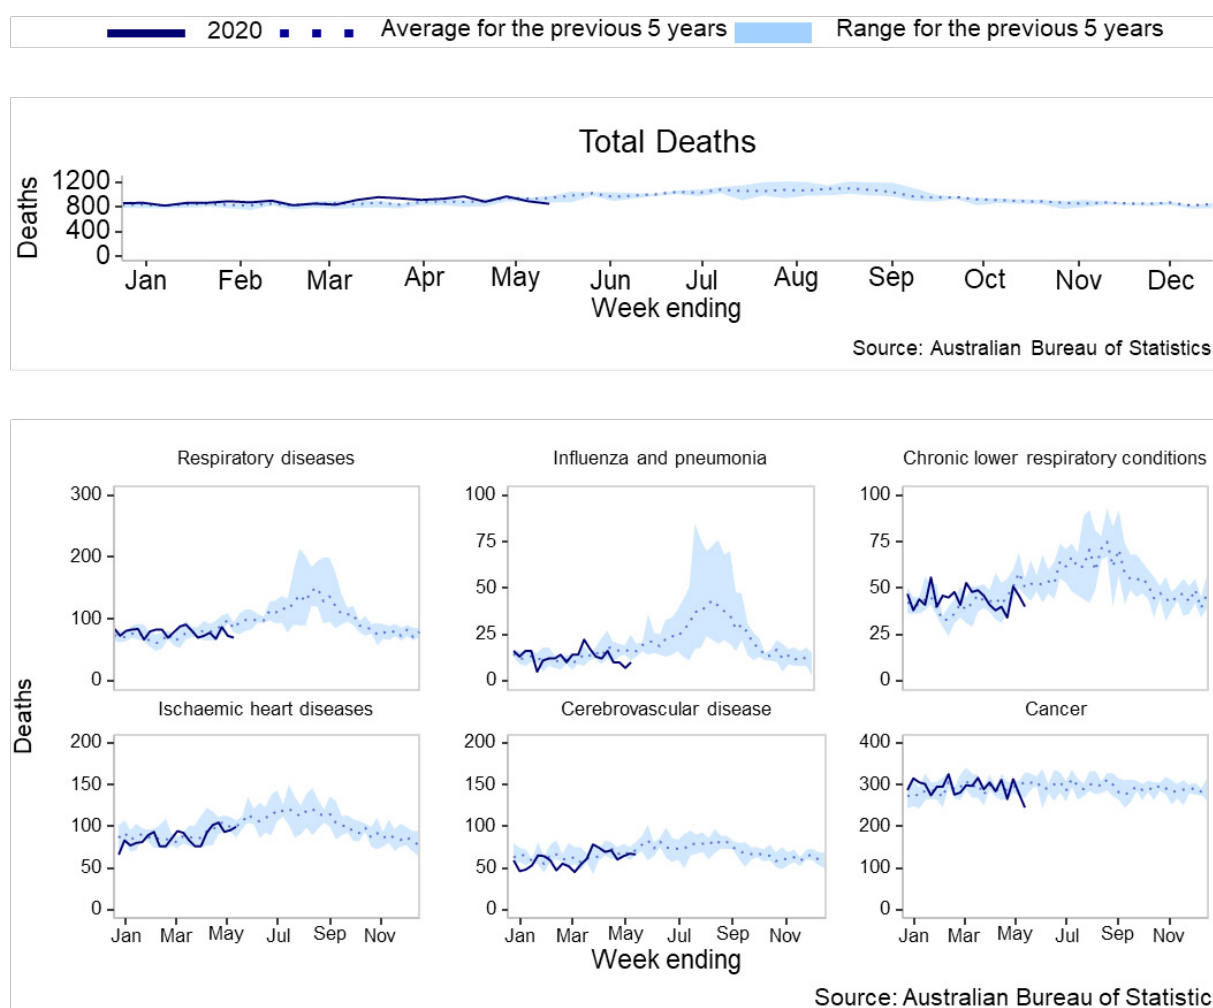 2020 Average for the previous 5 years Range for the previous 5 years
Total Deaths
Deaths
1200
800
400
0
Jan Feb Mar Apr May Jun Jul Aug Sep Oct Nov Dec
Week ending
Source: Australian Bureau of Statistics
Deaths
Respiratory diseases
300
200
100
0
Influenza and pneumonia
100
75
50
25
0
Chronic lower respiratory conditions
100
75
50
25
0
Ischaemic heart diseases
200
150
100
50
0
Jan Mar May Jul Sep Nov
Cerebrovascular disease
200
150
100
50
0
Jan Mar May Jul Sep Nov
Cancer
400
300
200
100
0
Jan Mar May Jul Sep Nov
Week ending
Source: Australian Bureau of Statistic